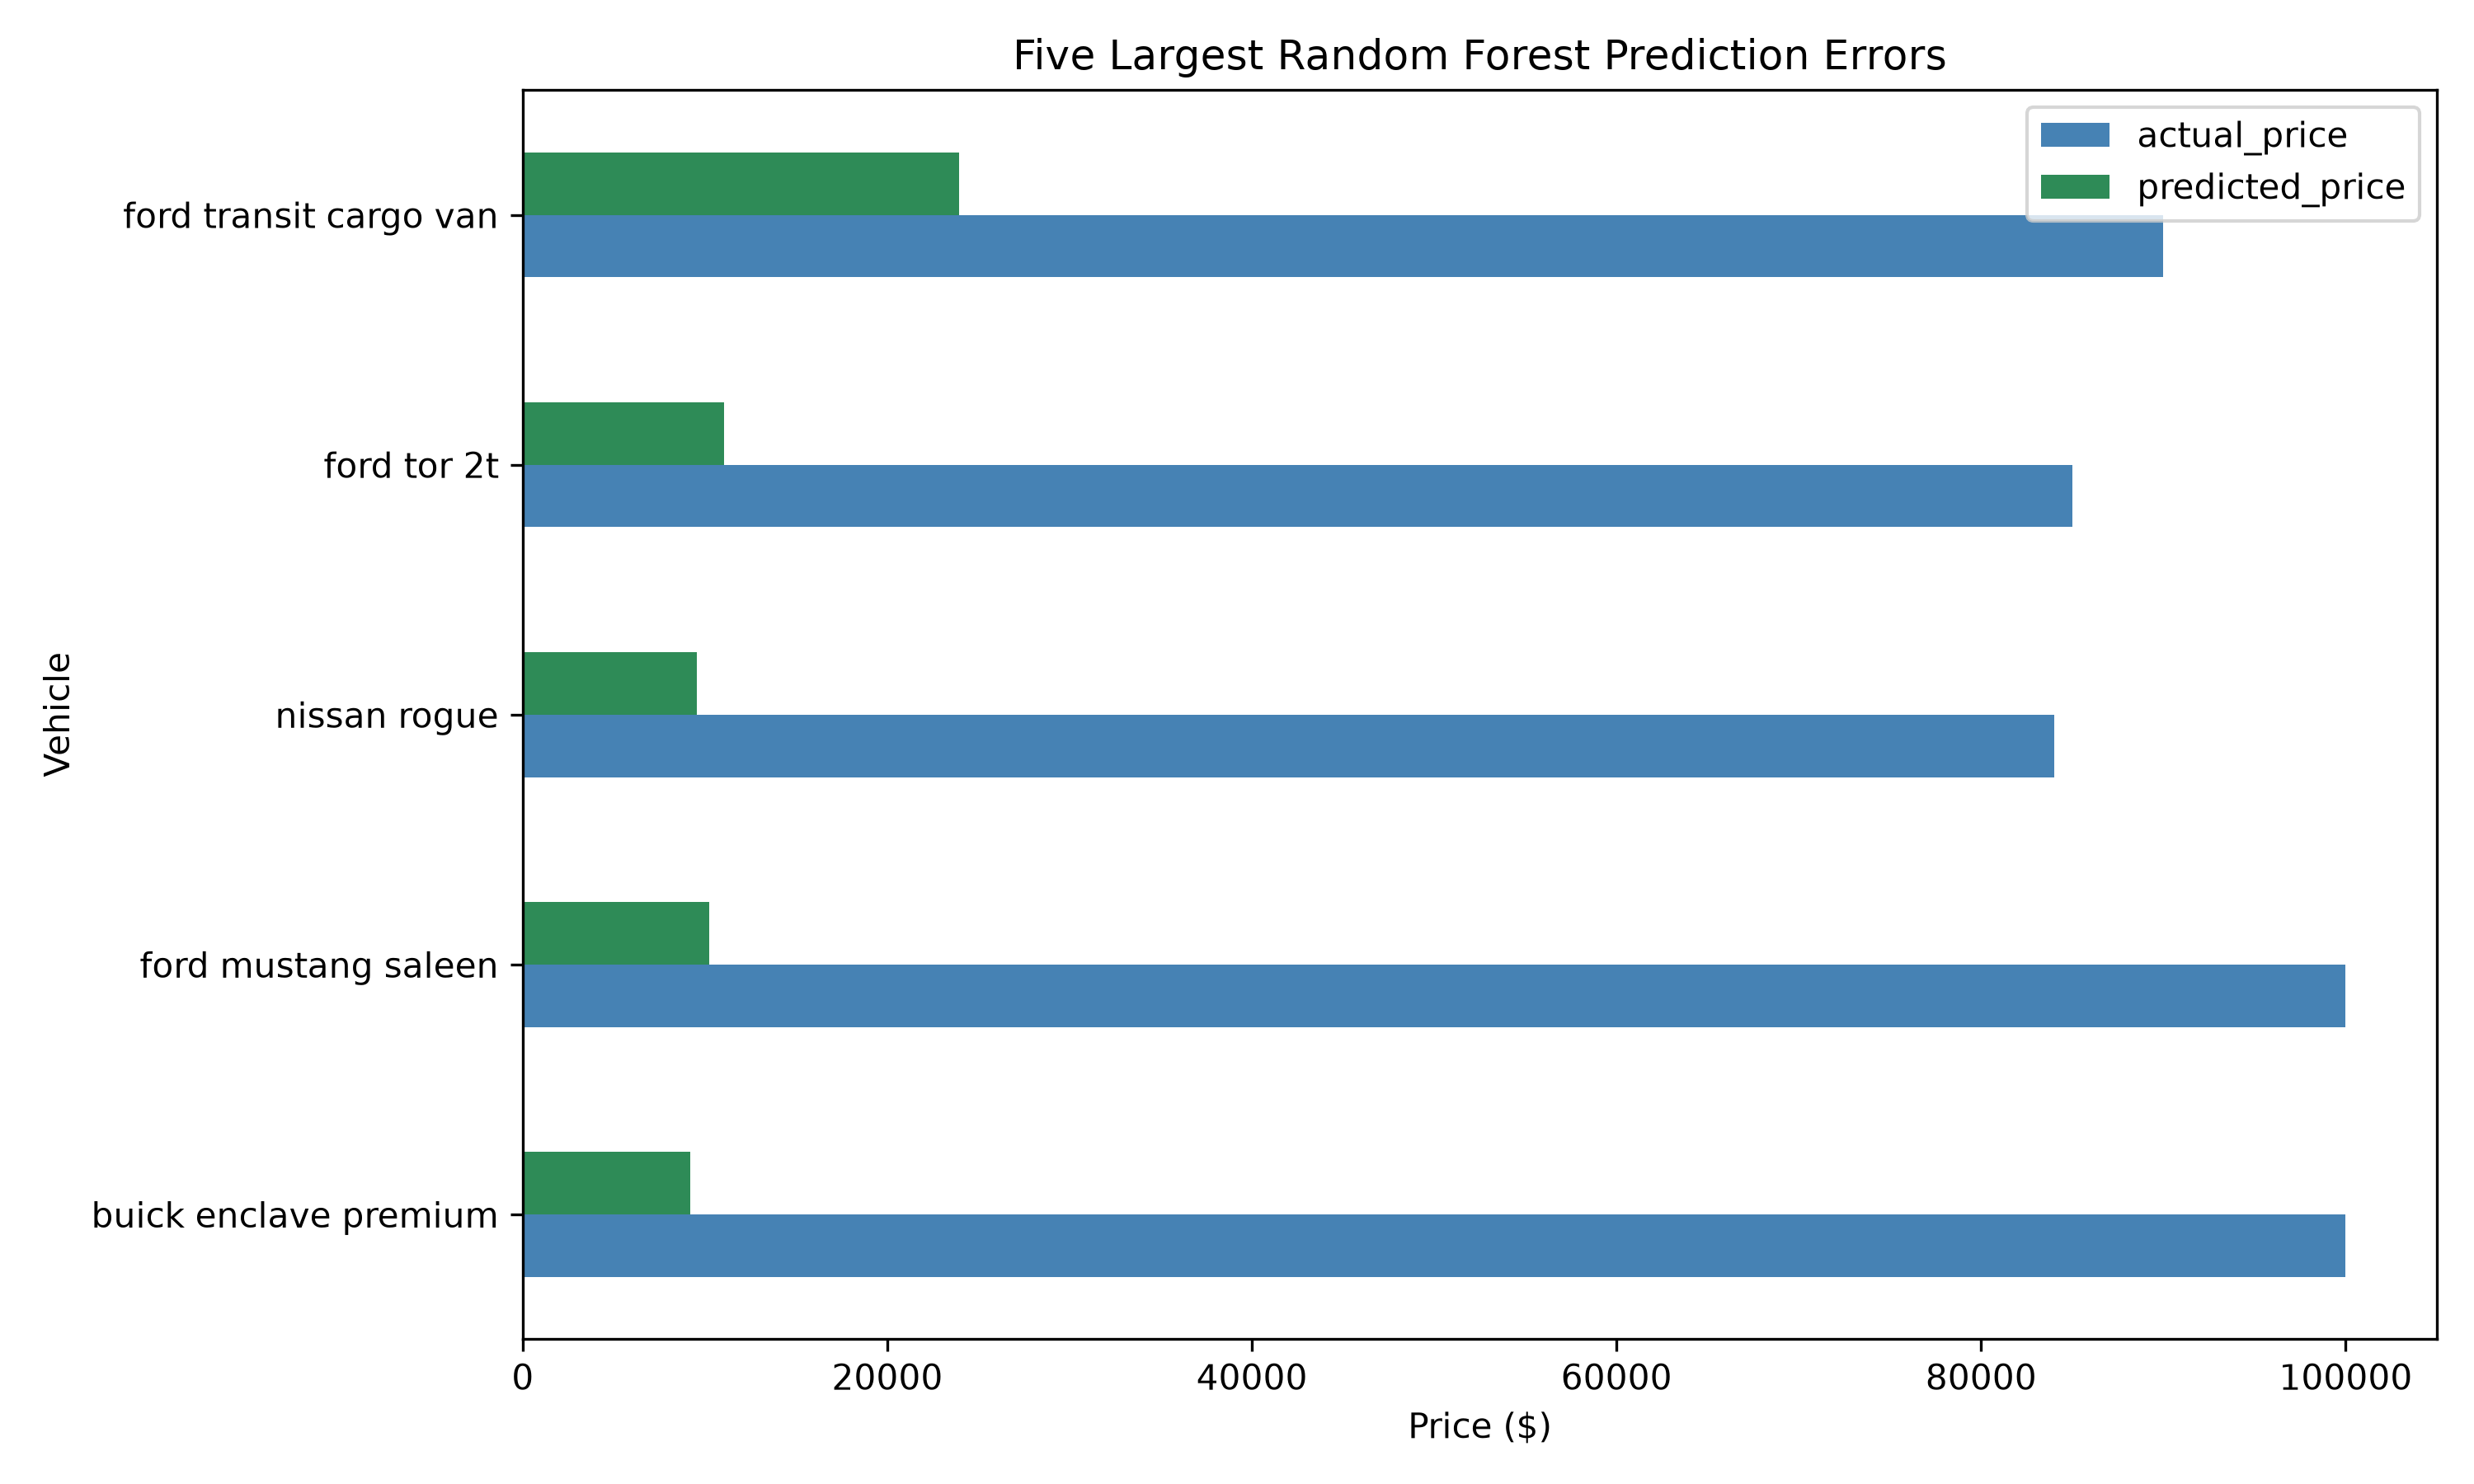 Five Largest Random Forest Prediction Errors
actual_price
predicted_price
ford transit cargo van
ford tor 2t
nissan rogue
ford mustang saleen
buick enclave premium
Vehicle
0 20000 40000 60000 80000 100000
Price ($)